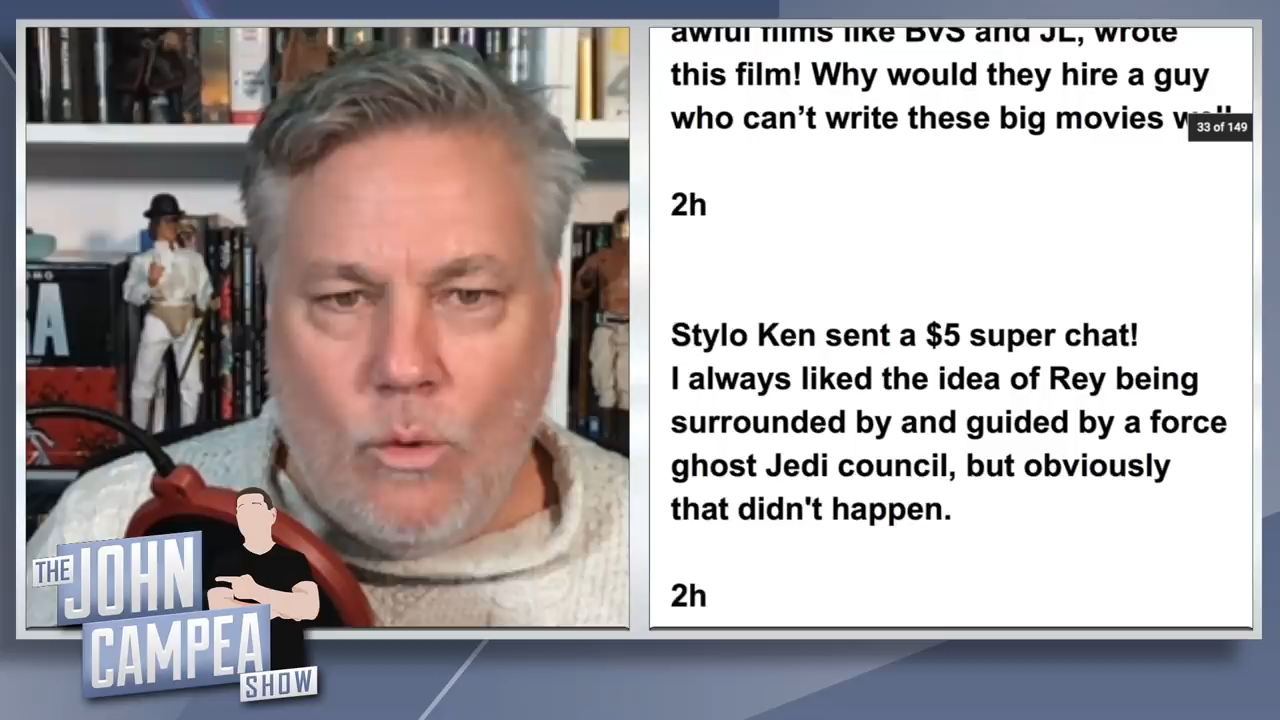 awful films like BvS and JL, wrote
this film! Why would they hire a guy
who can’t write these big movies
33 of 149
2h
Stylo Ken sent a $5 super chat!
I always liked the idea of Rey being
surrounded by and guided by a force
ghost Jedi council, but obviously
that didn't happen.
2h
THE
JOHN
CAMPEA
SHOW